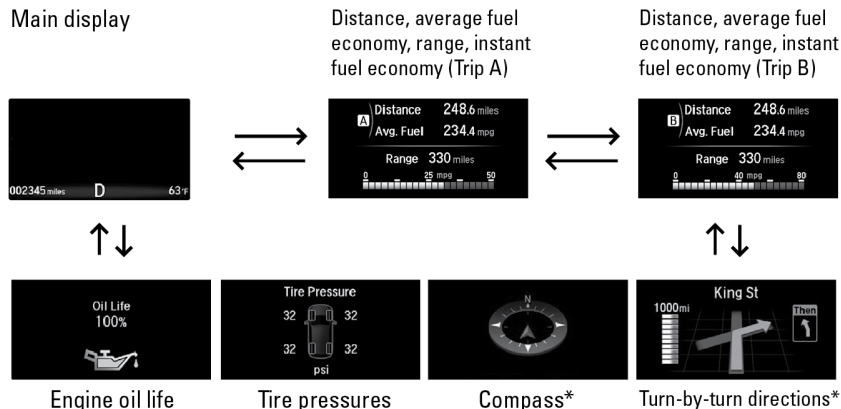 Main display
Distance, average fuel
economy, range, instant
fuel economy (Trip A)
Distance, average fuel
economy, range, instant
fuel economy (Trip B)
002345 miles D 63°F
A Distance 248.6 miles
Avg. Fuel 234.4 mpg
Range 330 miles
0 25 mpg 50
B Distance 248.6 miles
Avg. Fuel 234.4 mpg
Range 330 miles
0 40 mpg 80
Oil Life
100%
Engine oil life
Tire Pressure
32 32
32 32
psi
Tire pressures
N
Compass*
King St
1000mi
Then
Turn-by-turn directions*